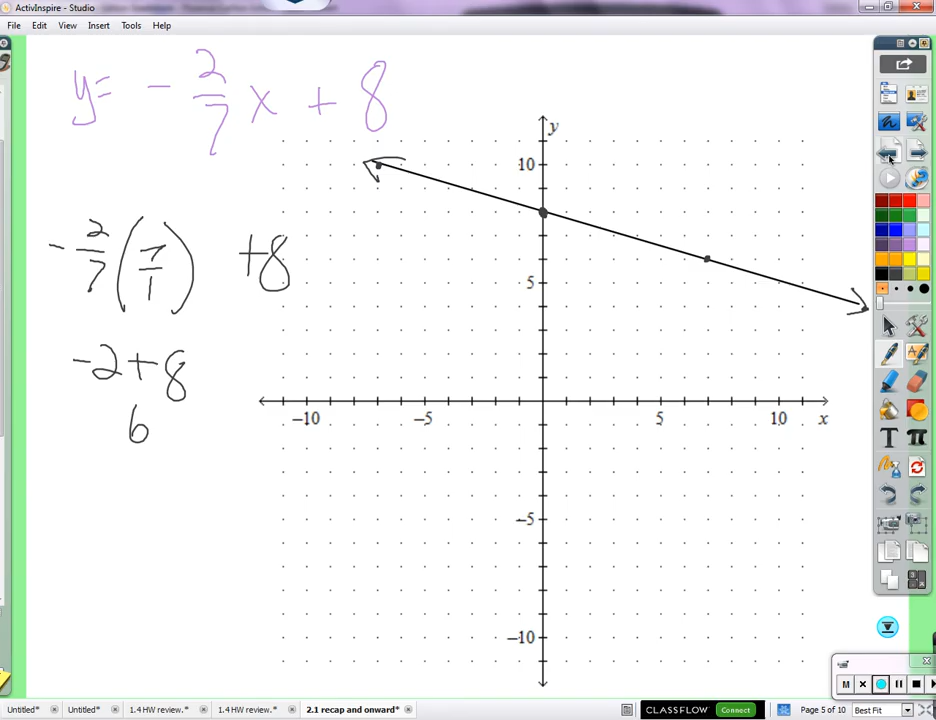 ActivInspire - Studio
File Edit View Insert Tools Help
y= - 2/7 x + 8
- 2/7 (7/1) +8
-2+8
6
y
10
5
-10 -5 5 10 x
-5
-10
T π
M
Untitled* Untitled* 1.4 HW review.* 1.4 HW review.* 2.1 recap and onward* CLASSFLOW Connect Page 5 of 10 Best Fit